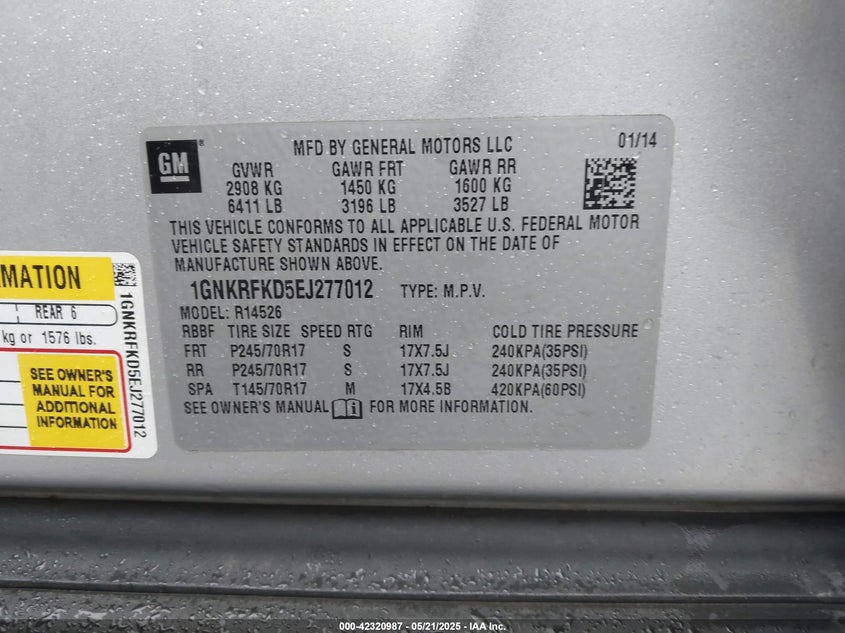 GM
MFD BY GENERAL MOTORS LLC
01/14
GVWR GAWR FRT GAWR RR
2908 KG 1450 KG 1600 KG
6411 LB 3196 LB 3527 LB
THIS VEHICLE CONFORMS TO ALL APPLICABLE U.S. FEDERAL MOTOR
VEHICLE SAFETY STANDARDS IN EFFECT ON THE DATE OF
MANUFACTURE SHOWN ABOVE.
1GNKRFKD5EJ277012 TYPE: M.P.V.
MODEL: R14526
RBBF TIRE SIZE SPEED RTG RIM COLD TIRE PRESSURE
FRT P245/70R17 S 17X7.5J 240KPA(35PSI)
RR P245/70R17 S 17X7.5J 240KPA(35PSI)
SPA T145/70R17 M 17X4.5B 420KPA(60PSI)
SEE OWNER'S MANUAL i FOR MORE INFORMATION.
MATION
REAR 6
kg or 1576 lbs.
SEE OWNER'S
MANUAL FOR
ADDITIONAL
INFORMATION
1GNKRFKD5EJ277012
000-42320987 - 05/21/2025 - IAA Inc.